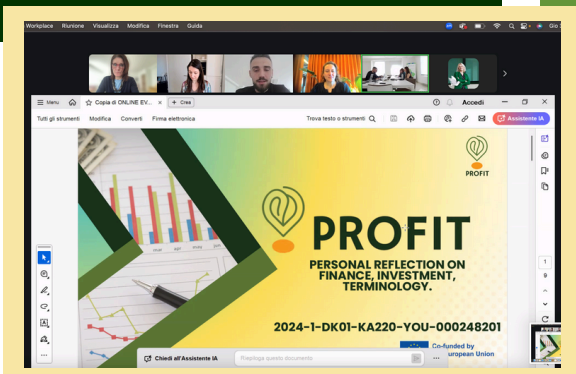 Workplace Riunione Visualizza Modifica Finestra Guida
Gio
Menu Copia di ONLINE EV... × + Crea Accedi
Tutti gli strumenti Modifica Converti Firma elettronica Trova testo o strumenti Assistente IA
PROFIT
PROFIT
PERSONAL REFLECTION ON
FINANCE, INVESTMENT,
TERMINOLOGY.
1
9
2024-1-DK01-KA220-YOU-000248201
Co-funded by
European Union
Chiedi all'Assistente IA Riepiloga questo documento